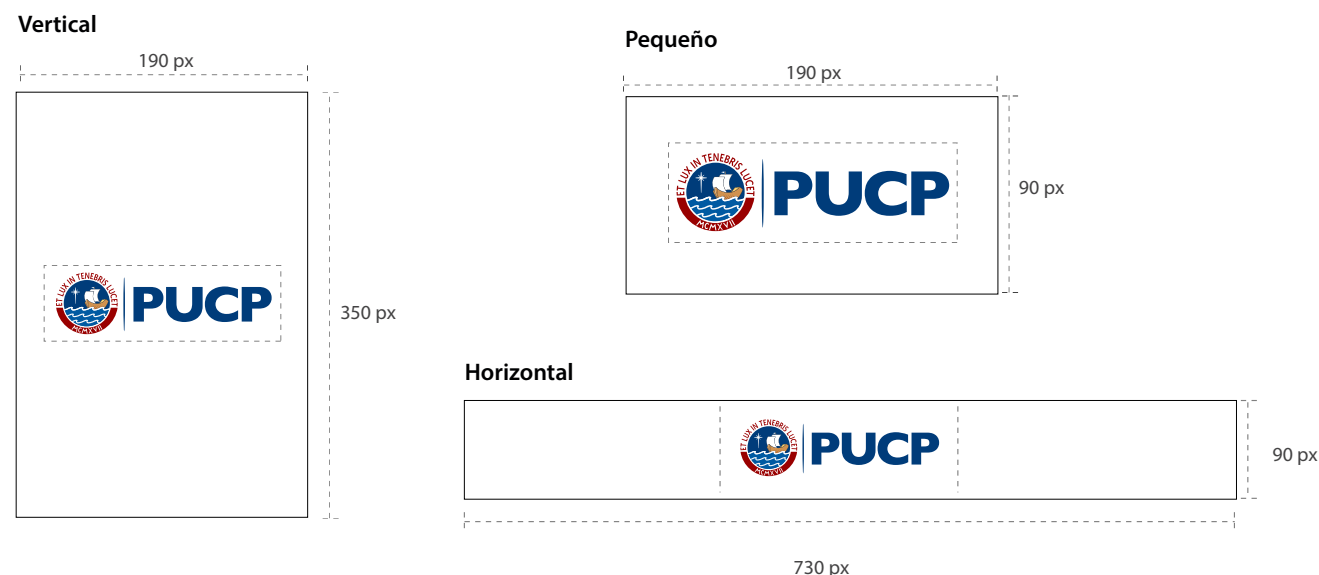 Vertical
190 px
350 px
ET LUX IN TENEBRIS LUCET
MCMXVII
PUCP
Pequeño
190 px
90 px
ET LUX IN TENEBRIS LUCET
MCMXVII
PUCP
Horizontal
ET LUX IN TENEBRIS LUCET
MCMXVII
PUCP
90 px
730 px